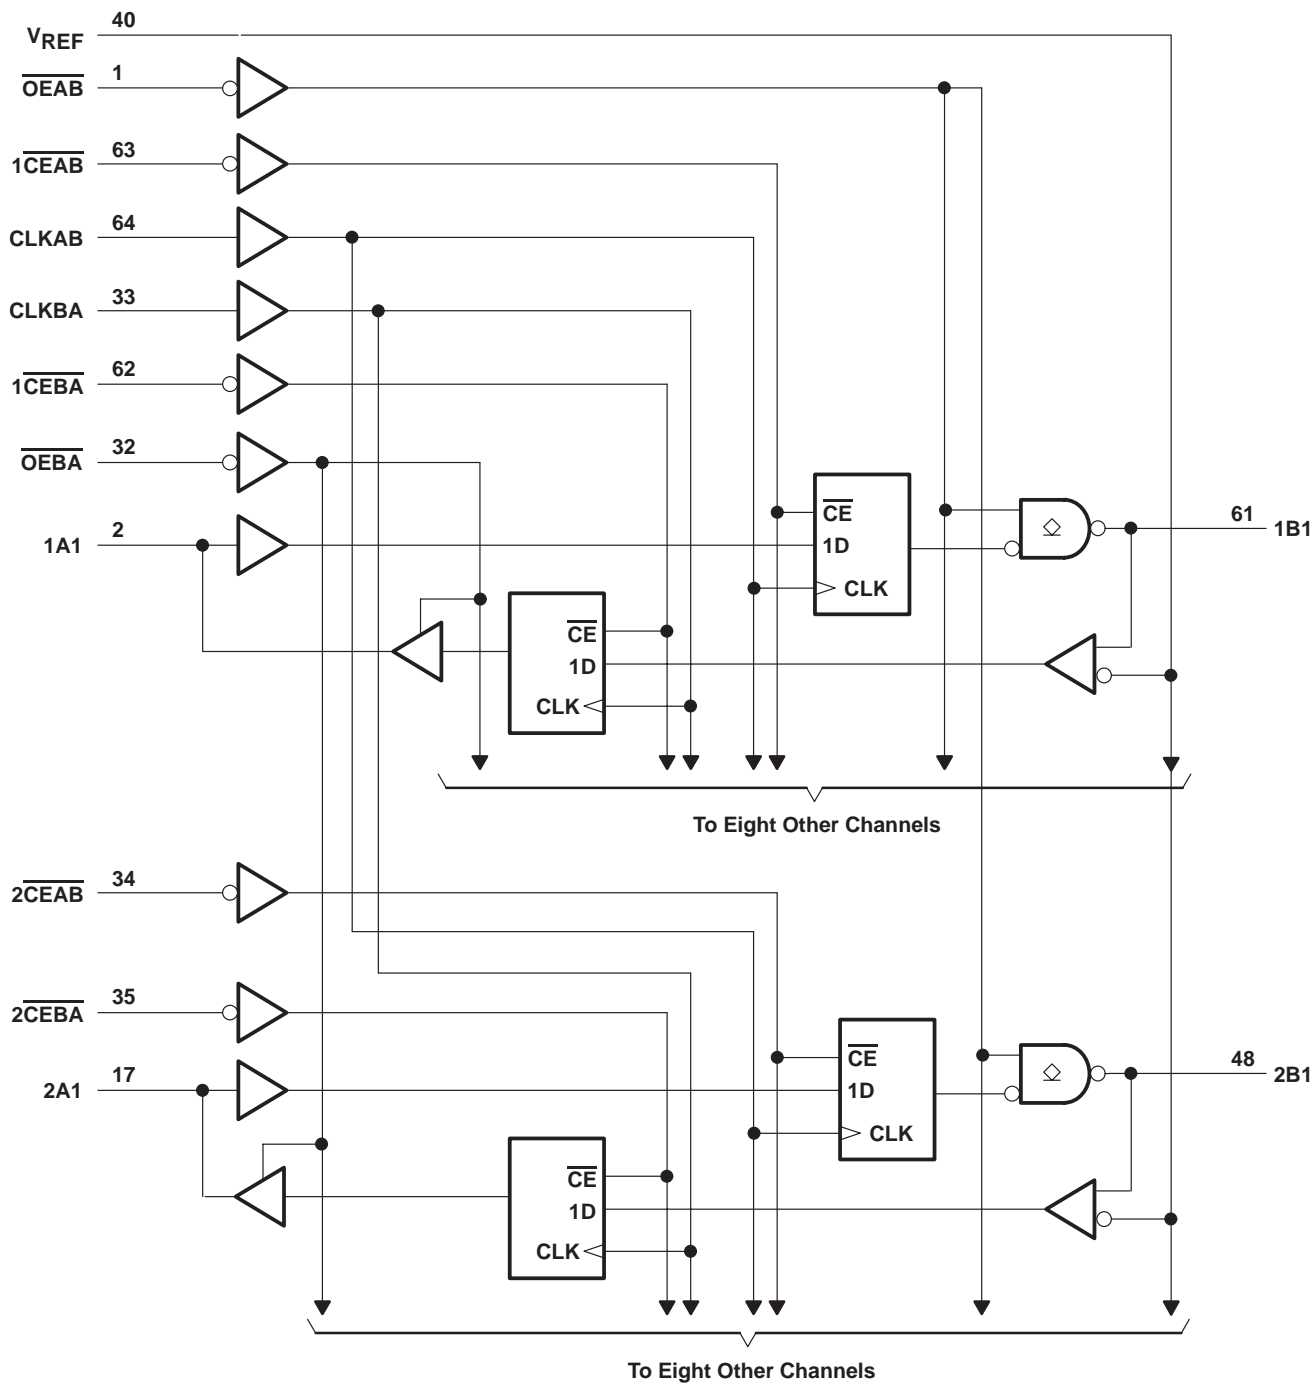 40
VREF
1
OEAB
63
1CEAB
64
CLKAB
33
CLKBA
62
1CEBA
32
OEBA
2
1A1
CE
1D
CLK
61
1B1
CE
1D
CLK
To Eight Other Channels
34
2CEAB
35
2CEBA
17
2A1
CE
1D
CLK
48
2B1
CE
1D
CLK
To Eight Other Channels